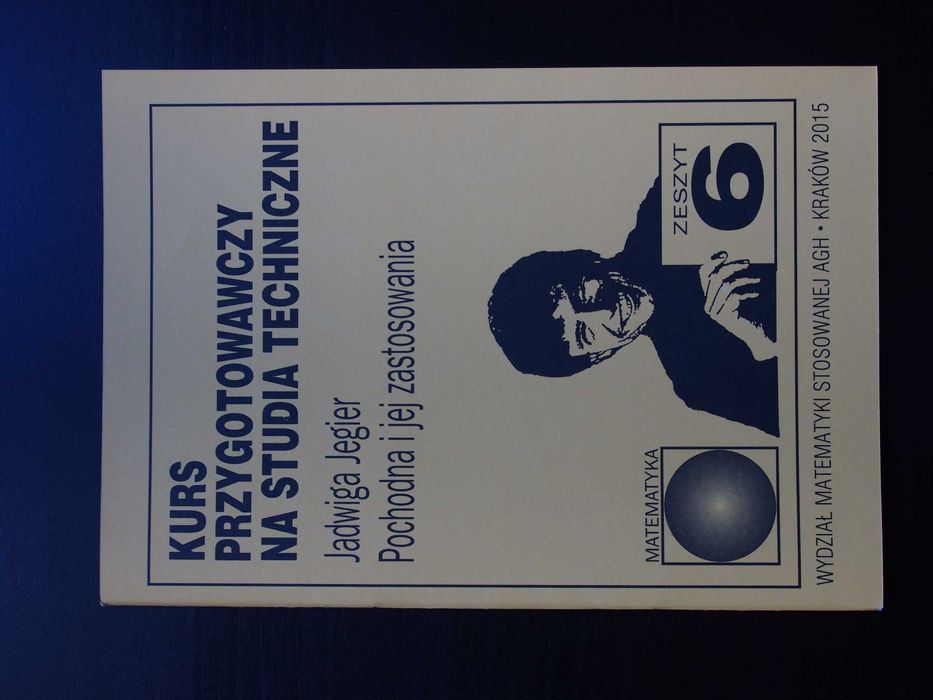 KURS
PRZYGOTOWAWCZY
NA STUDIA TECHNICZNE
Jadwiga Jegier
Pochodna i jej zastosowania
ZESZYT
6
MATEMATYKA
WYDZIAŁ MATEMATYKI STOSOWANEJ AGH • KRAKÓW 2015